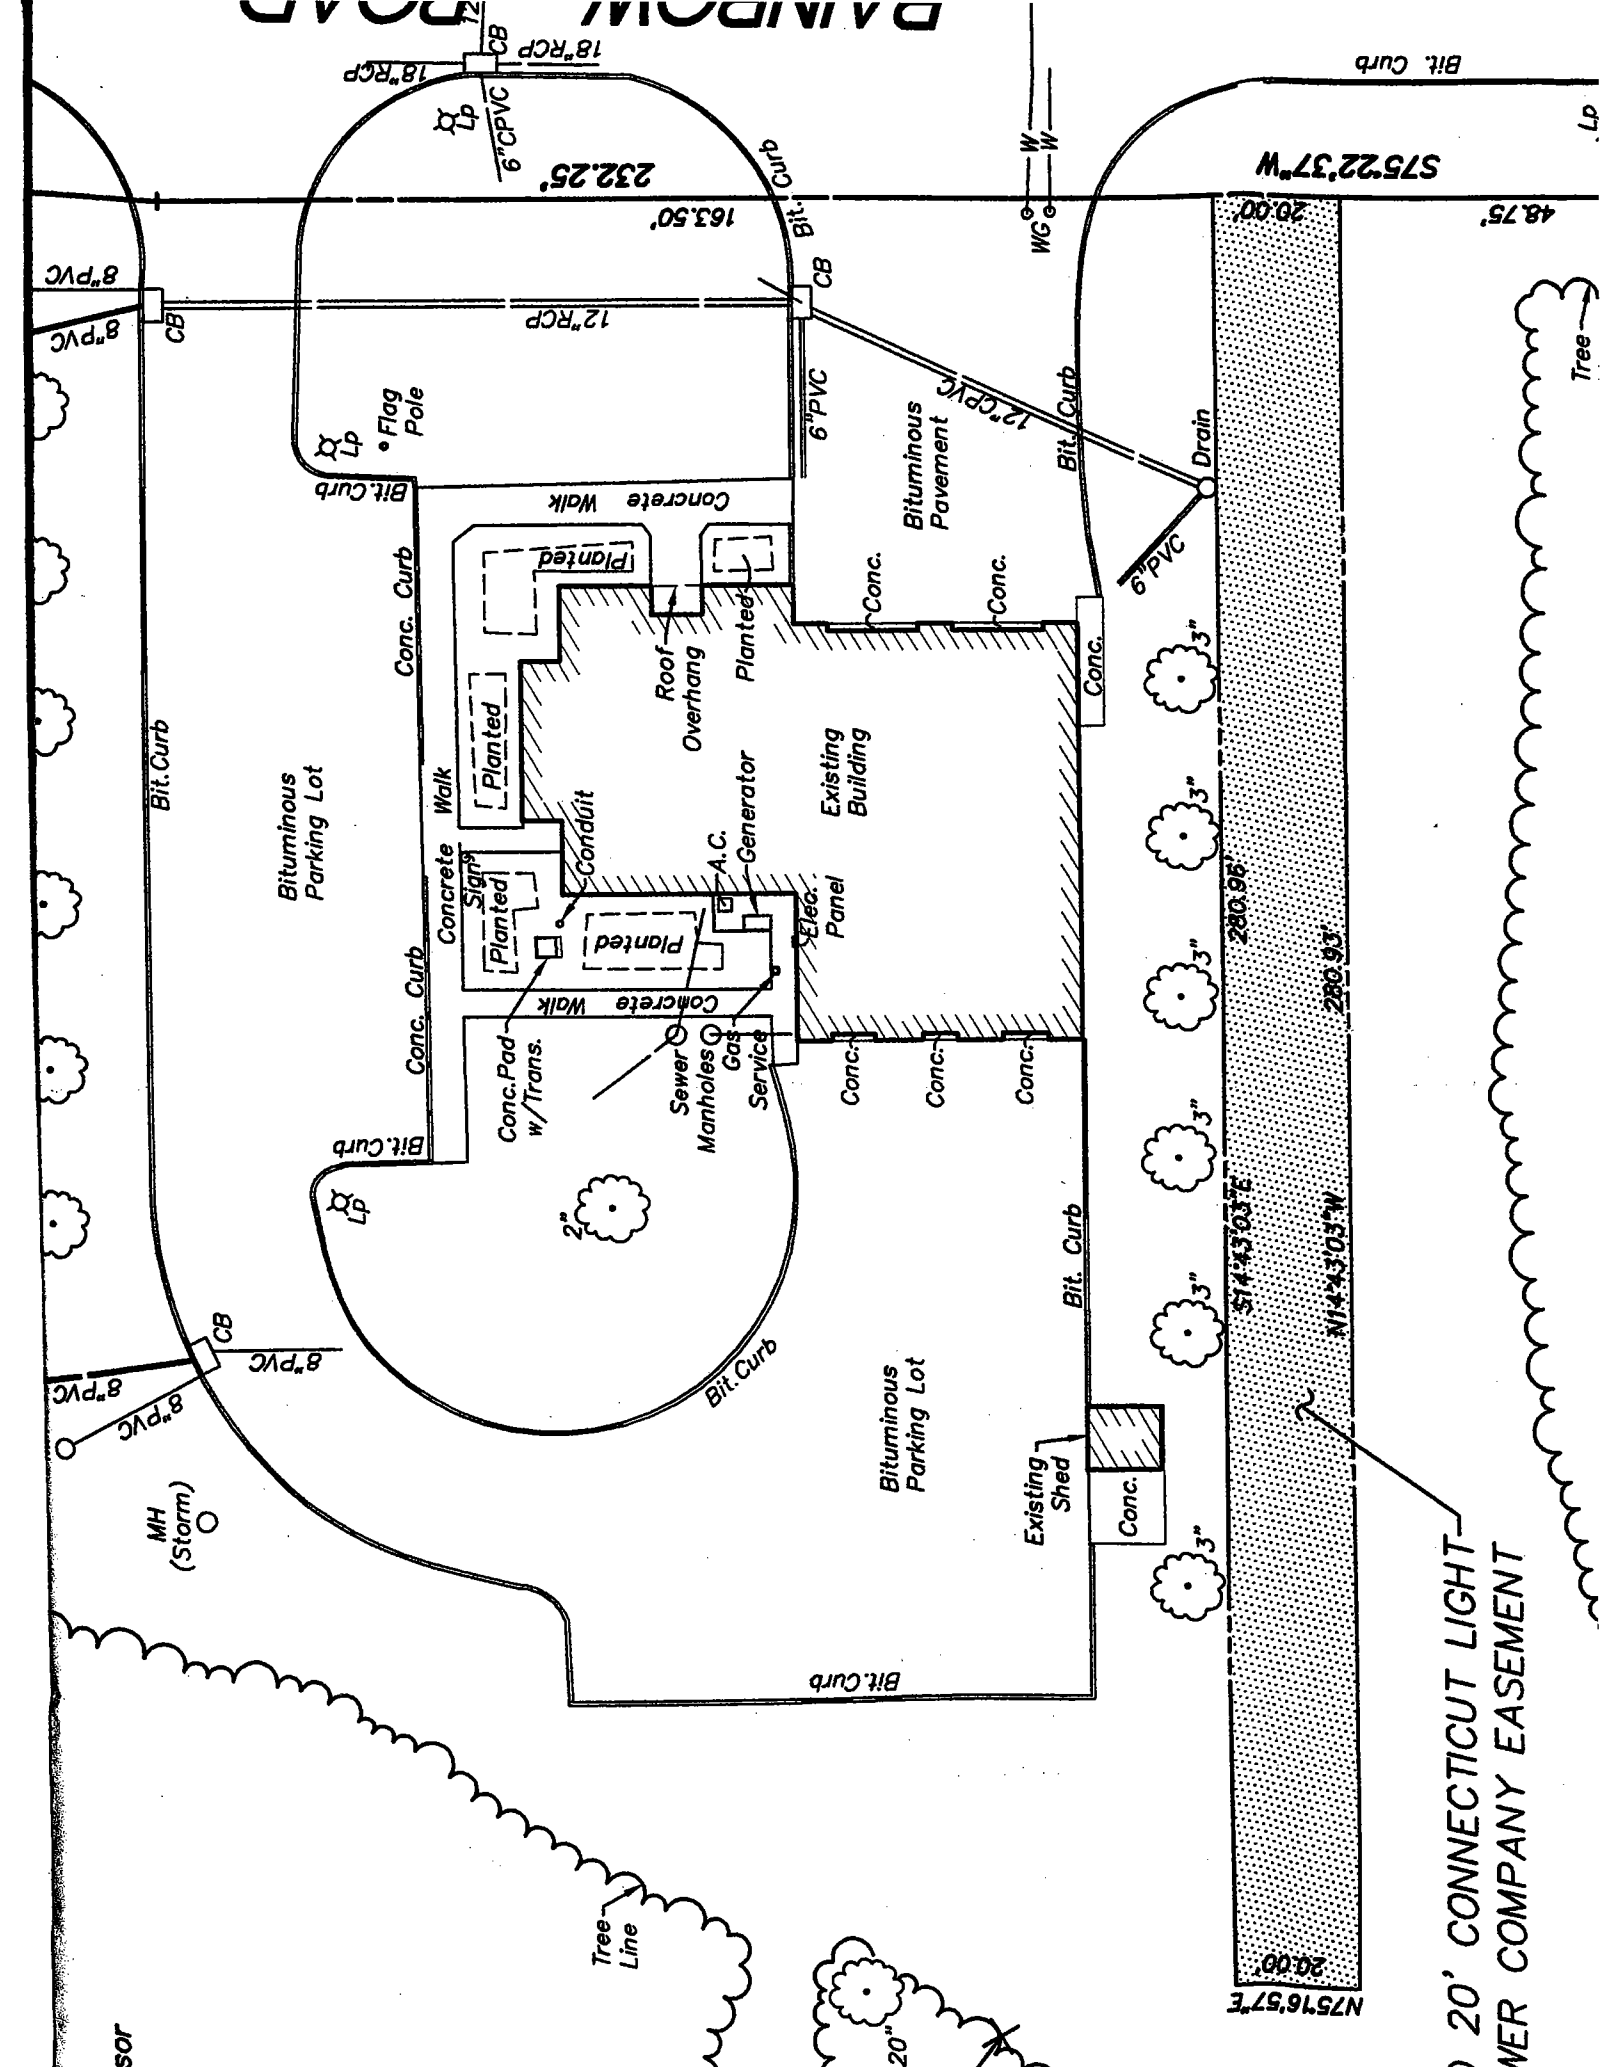 RAINBOW ROAD
12
CB
18"RCP
18"RCP
6"CPVC
Lp
Bit. Curb
Lp
232.25'
S75°22'37"W
163.50'
20.00'
48.75'
W
W
WG
Bit. Curb
8"PVC
8"PVC
CB
12"RCP
CB
6"PVC
12"CPVC
Bit. Curb
Drain
6"PVC
Tree
Lp
Flag
Pole
Bit.Curb
Concrete Walk
Bituminous
Pavement
Planted
Planted
Conc.
Conc.
Conc.
Conc. Curb
Roof
Overhang
Planted
Walk
Bit.Curb
Bituminous
Parking Lot
Existing
Building
Conduit
A.C.
Generator
Concrete
Sign
Planted
Planted
Elec.
Panel
Conc. Curb
Concrete Walk
Conc.Pad
w/Trans.
Sewer
Manholes
Gas
Service
Conc.
Conc.
Conc.
3"
3"
3"
3"
3"
3"
280.96'
280.93'
S14°43'03"E
N14°43'03"W
Bit.Curb
Lp
2"
Bit. Curb
CB
8"PVC
8"PVC
8"PVC
Bit.Curb
MH
(Storm)
Bituminous
Parking Lot
Existing
Shed
Conc.
Bit.Curb
Tree
Line
20.00'
N75°16'57"E
20' CONNECTICUT LIGHT
COMPANY EASEMENT
20"